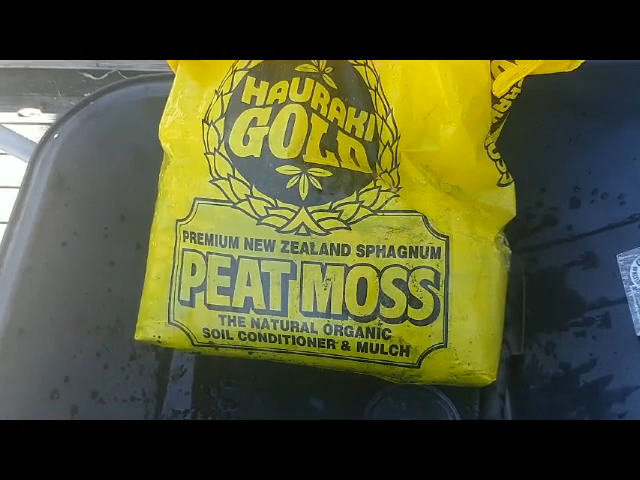 HAURAKI
GOLD
PREMIUM NEW ZEALAND SPHAGNUM
PEAT MOSS
THE NATURAL ORGANIC
SOIL CONDITIONER & MULCH